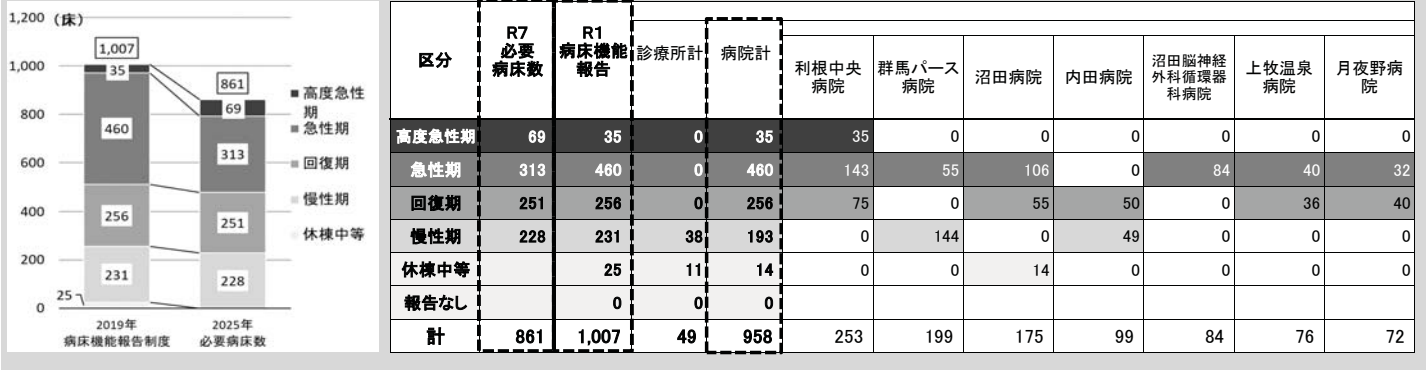 1,200 (床)
1,007
1,000
35
861
69
高度急性
期
800
460
急性期
313
600
回復期
400
256
251
慢性期
休棟中等
200
231
228
25
0
2019年
病床機能報告制度
2025年
必要病床数
区分
R7
必要
病床数
R1
病床機能
報告
診療所計
病院計
利根中央
病院
群馬パース
病院
沼田病院
内田病院
沼田脳神経
外科循環器
科病院
上牧温泉
病院
月夜野病
院
高度急性期 69 35 0 35 35 0 0 0 0 0 0
急性期 313 460 0 460 143 55 106 0 84 40 32
回復期 251 256 0 256 75 0 55 50 0 36 40
慢性期 228 231 38 193 0 144 0 49 0 0 0
休棟中等 25 11 14 0 0 14 0 0 0 0
報告なし 0 0 0
計 861 1,007 49 958 253 199 175 99 84 76 72